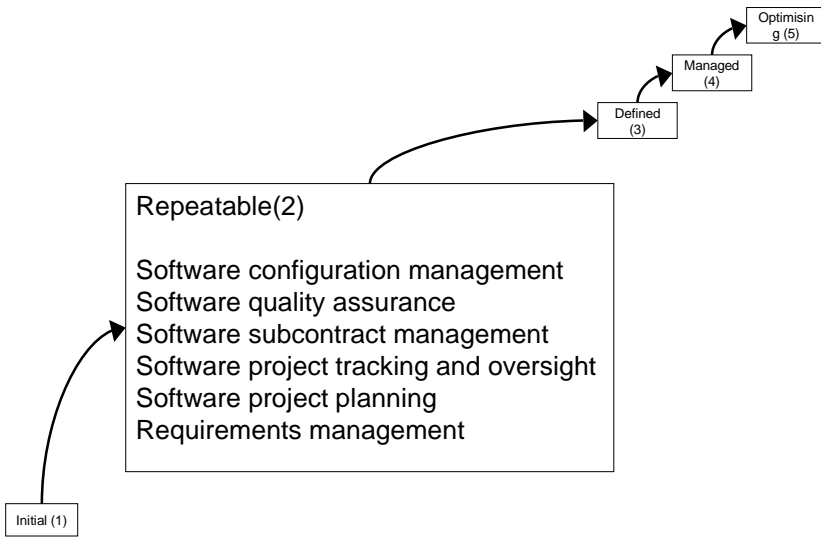 Optimisin
g (5)
Managed
(4)
Defined
(3)
Repeatable(2)
Software configuration management
Software quality assurance
Software subcontract management
Software project tracking and oversight
Software project planning
Requirements management
Initial (1)